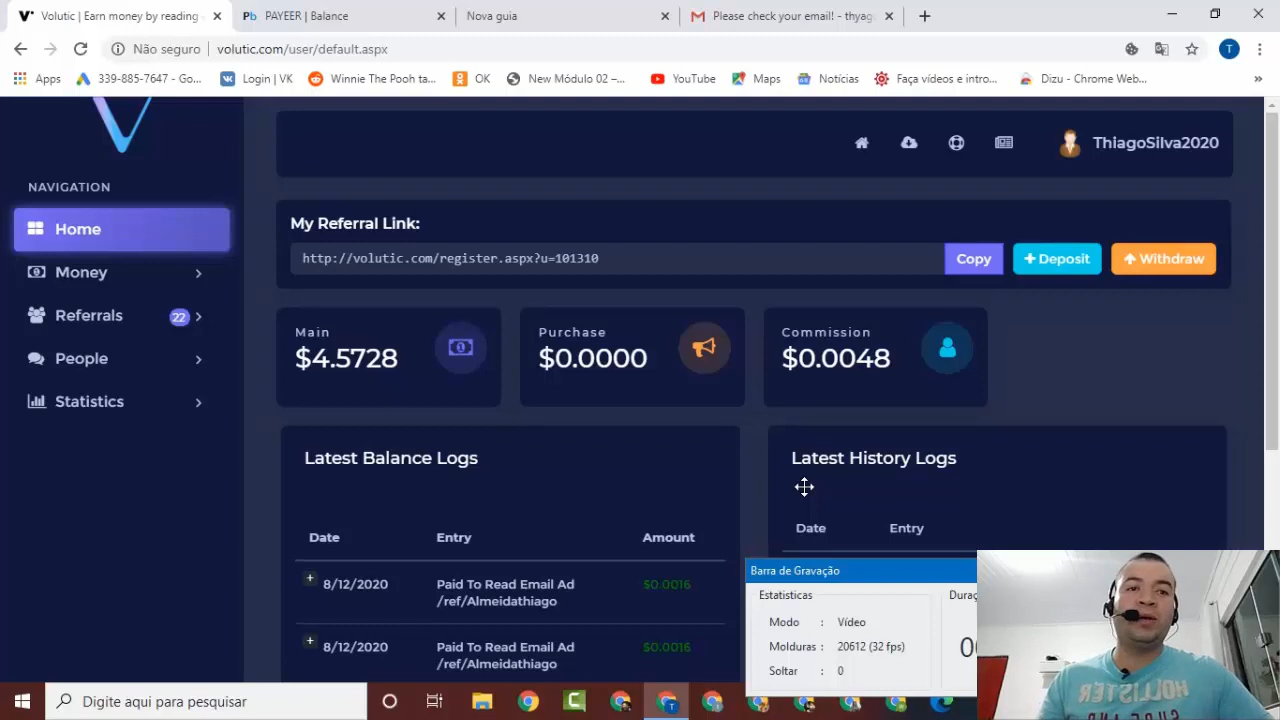 Volutic | Earn money by reading
PAYEER | Balance
Nova guia
Please check your email! - thyag
Não seguro
volutic.com/user/default.aspx
Apps
339-885-7647 - Go...
Login | VK
Winnie The Pooh ta...
OK
New Módulo 02 –...
YouTube
Maps
Notícias
Faça vídeos e intro...
Dizu - Chrome Web...
»
ThiagoSilva2020
NAVIGATION
Home
Money
Referrals 22
People
Statistics
My Referral Link:
http://volutic.com/register.aspx?u=101310
Copy
+ Deposit
Withdraw
Main
$4.5728
Purchase
$0.0000
Commission
$0.0048
Latest Balance Logs
Date Entry Amount
8/12/2020 Paid To Read Email Ad $0.0016
/ref/Almeidathiago
8/12/2020 Paid To Read Email Ad $0.0016
/ref/Almeidathiago
Latest History Logs
Date Entry
Barra de Gravação
Estatisticas
Modo : Vídeo
Molduras : 20612 (32 fps)
Soltar : 0
HOLLISTER
Digite aqui para pesquisar